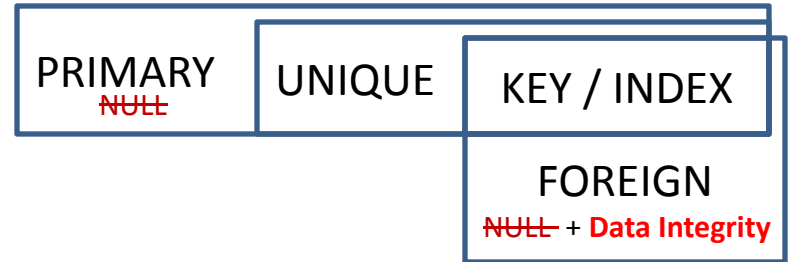 PRIMARY
NULL
UNIQUE
KEY / INDEX
FOREIGN
NULL + Data Integrity